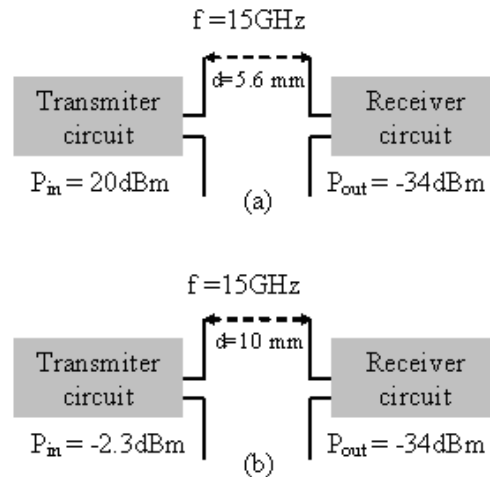 f =15GHz
d=5.6 mm
Transmiter circuit
Receiver circuit
P_in = 20dBm
P_out = -34dBm
(a)
f =15GHz
d=10 mm
Transmiter circuit
Receiver circuit
P_in = -2.3dBm
P_out = -34dBm
(b)